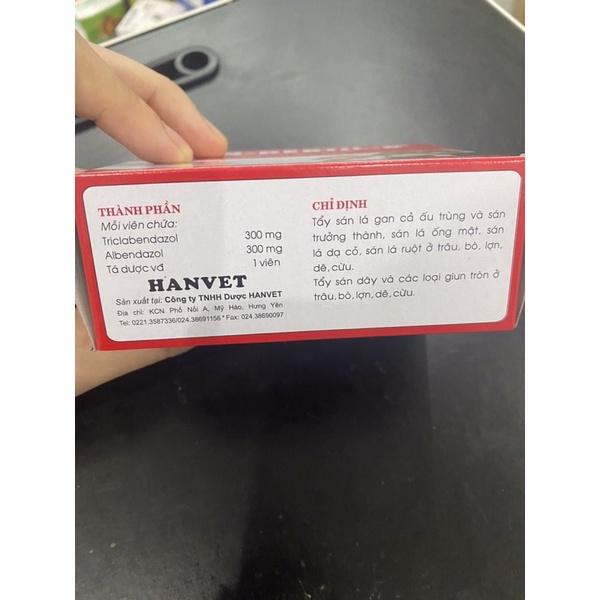 THÀNH PHẦN
Mỗi viên chứa:
Triclabendazol 300 mg
Albendazol 300 mg
Tá dược vđ 1 viên
HANVET
Sản xuất tại: Công ty TNHH Dược HANVET
Địa chỉ: KCN Phố Nối A, Mỹ Hào, Hưng Yên
Tel: 0221.3587336/024.38691156 * Fax: 024.38690097
CHỈ ĐỊNH
Tẩy sán lá gan cả ấu trùng và sán
trưởng thành, sán lá ống mật, sán
lá dạ cỏ, sán lá ruột ở trâu, bò, lợn,
dê, cừu.
Tẩy sán dây và các loại giun tròn ở
trâu, bò, lợn, dê, cừu.